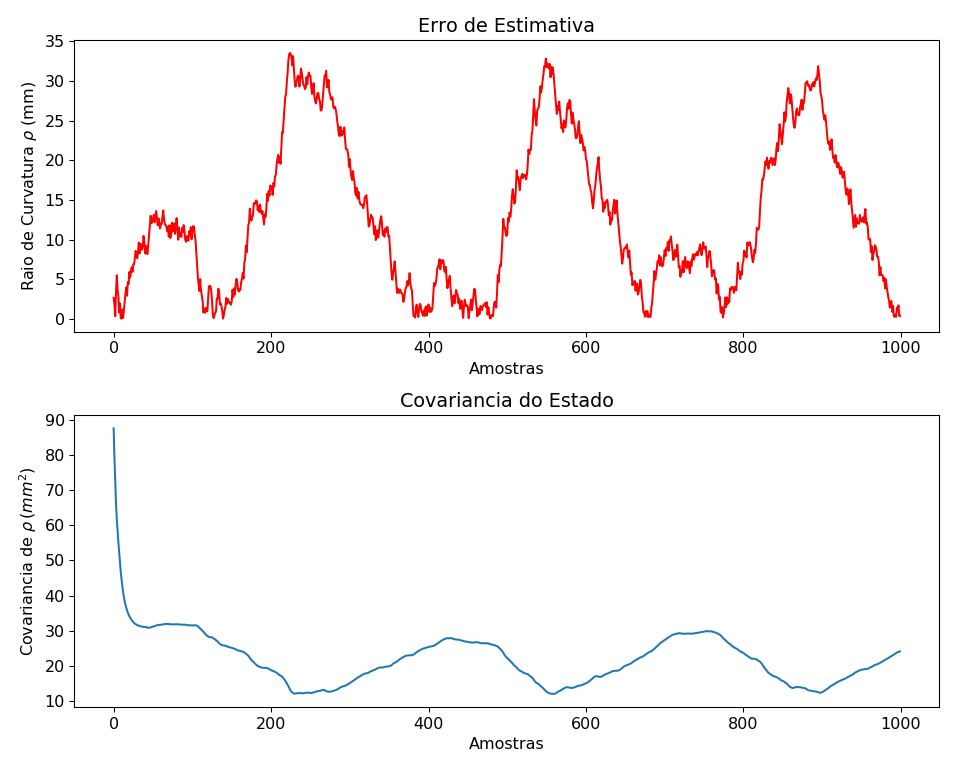 Erro de Estimativa
Raio de Curvatura ρ (mm)
35
30
25
20
15
10
5
0
0 200 400 600 800 1000
Amostras
Covariancia do Estado
Covariancia de ρ (mm²)
90
80
70
60
50
40
30
20
10
0 200 400 600 800 1000
Amostras